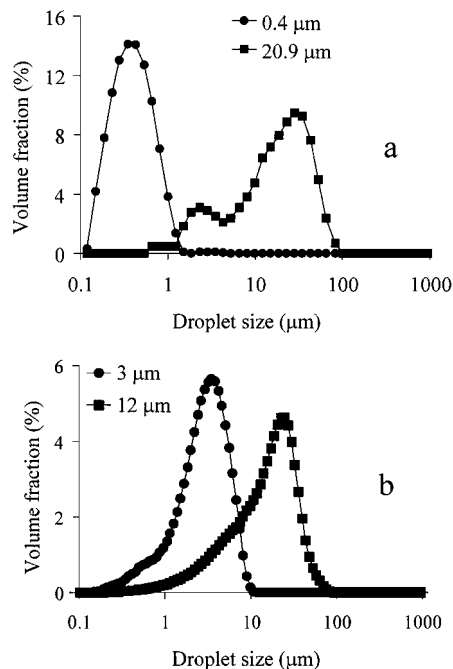 16
12
8
4
0
Volume fraction (%)
0.4 μm
20.9 μm
a
0.1 1 10 100 1000
Droplet size (μm)
6
4
2
0
Volume fraction (%)
3 μm
12 μm
b
0.1 1 10 100 1000
Droplet size (μm)